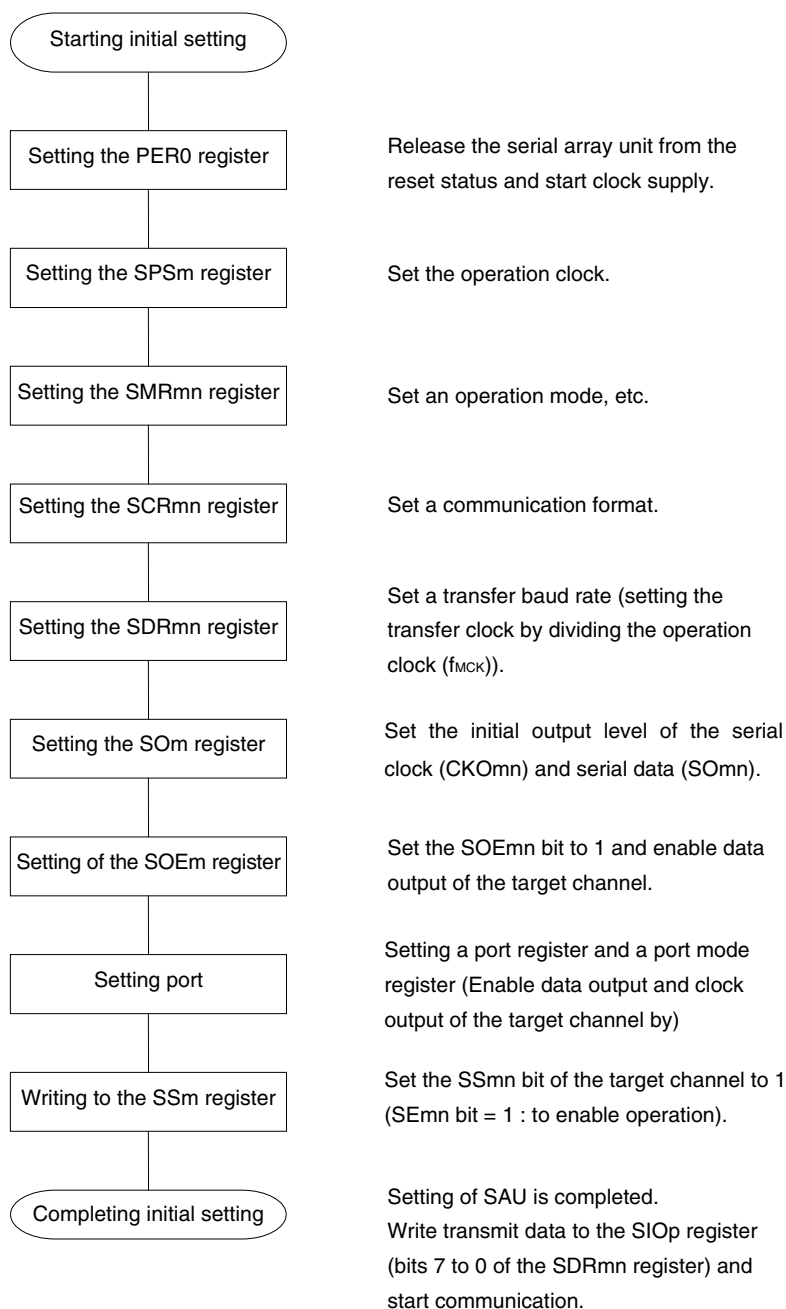 Starting initial setting
Setting the PER0 register
Release the serial array unit from the
reset status and start clock supply.
Setting the SPSm register
Set the operation clock.
Setting the SMRmn register
Set an operation mode, etc.
Setting the SCRmn register
Set a communication format.
Setting the SDRmn register
Set a transfer baud rate (setting the
transfer clock by dividing the operation
clock (fMCK)).
Setting the SOm register
Set the initial output level of the serial
clock (CKOmn) and serial data (SOmn).
Setting of the SOEm register
Set the SOEmn bit to 1 and enable data
output of the target channel.
Setting port
Setting a port register and a port mode
register (Enable data output and clock
output of the target channel by)
Writing to the SSm register
Set the SSmn bit of the target channel to 1
(SEmn bit = 1 : to enable operation).
Completing initial setting
Setting of SAU is completed.
Write transmit data to the SIOp register
(bits 7 to 0 of the SDRmn register) and
start communication.